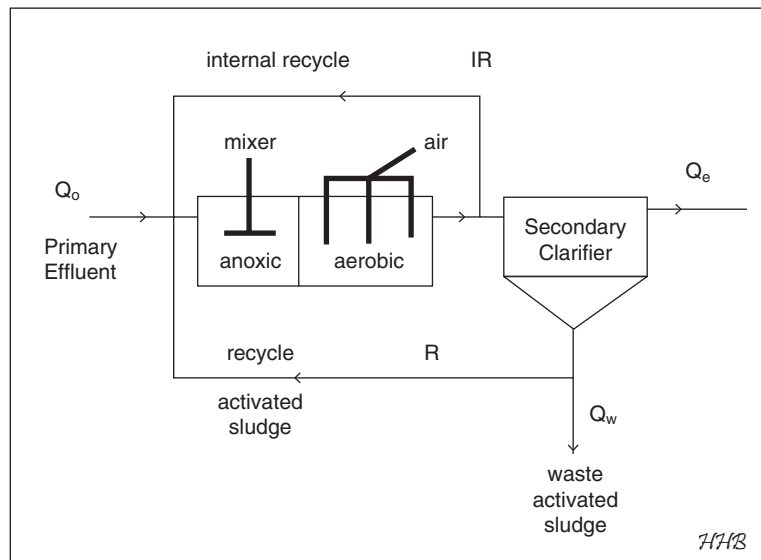 internal recycle
IR
mixer
air
Qo
Qe
Primary
Effluent
anoxic
aerobic
Secondary
Clarifier
recycle
R
activated
sludge
Qw
waste
activated
sludge
HHB